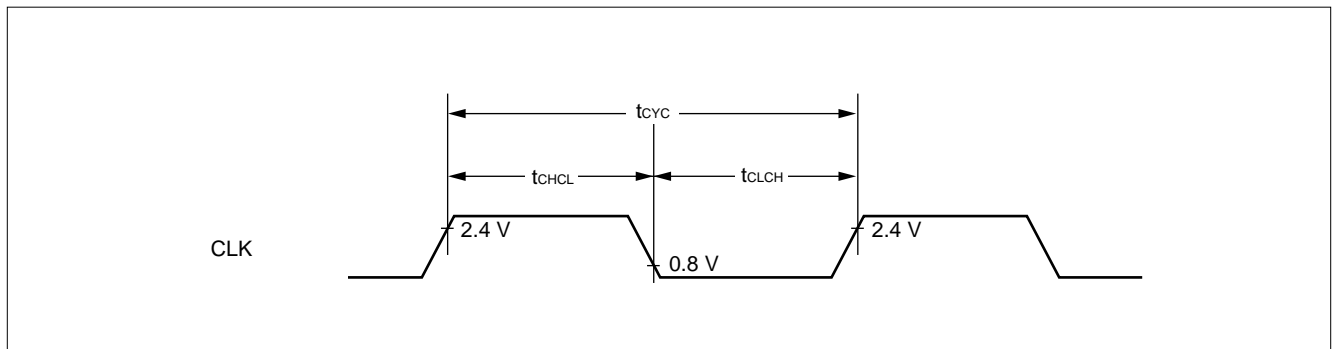 tCYC
tCHCL
tCLCH
2.4 V
2.4 V
CLK
0.8 V